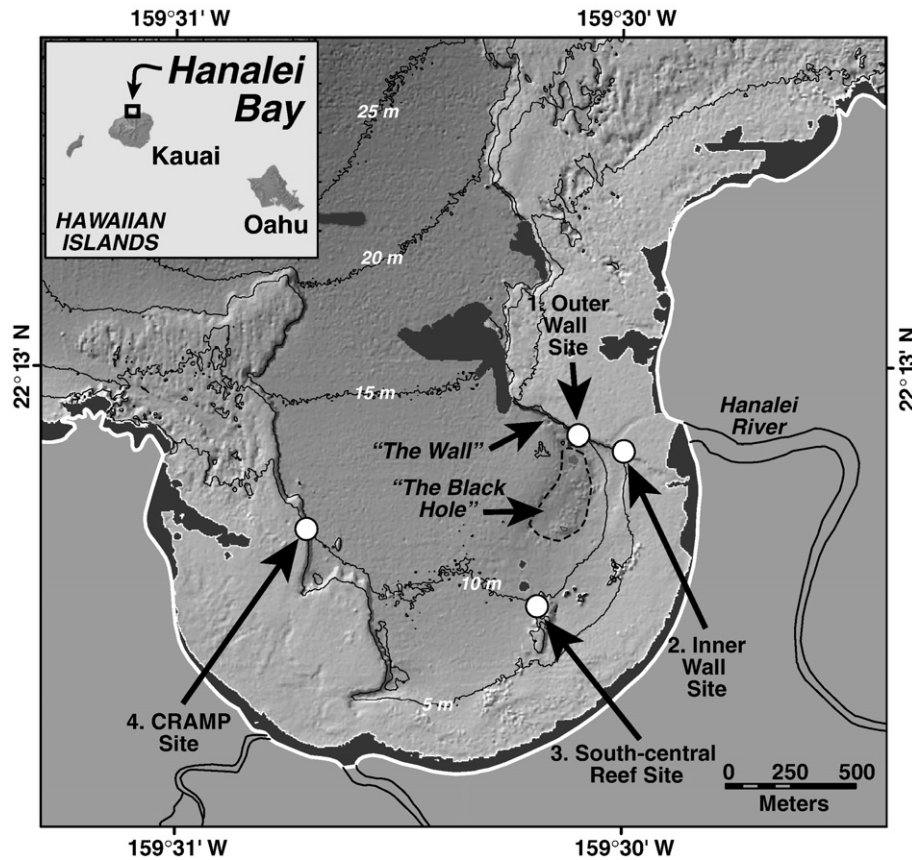 159°31' W
159°30' W
Hanalei
Bay
Kauai
Oahu
HAWAIIAN
ISLANDS
25 m
20 m
1. Outer
Wall
Site
22°13' N
22°13' N
15 m
Hanalei
River
“The Wall”
“The Black
Hole”
10 m
2. Inner
Wall
Site
5 m
4. CRAMP
Site
3. South-central
Reef Site
0 250 500
Meters
159°31' W
159°30' W